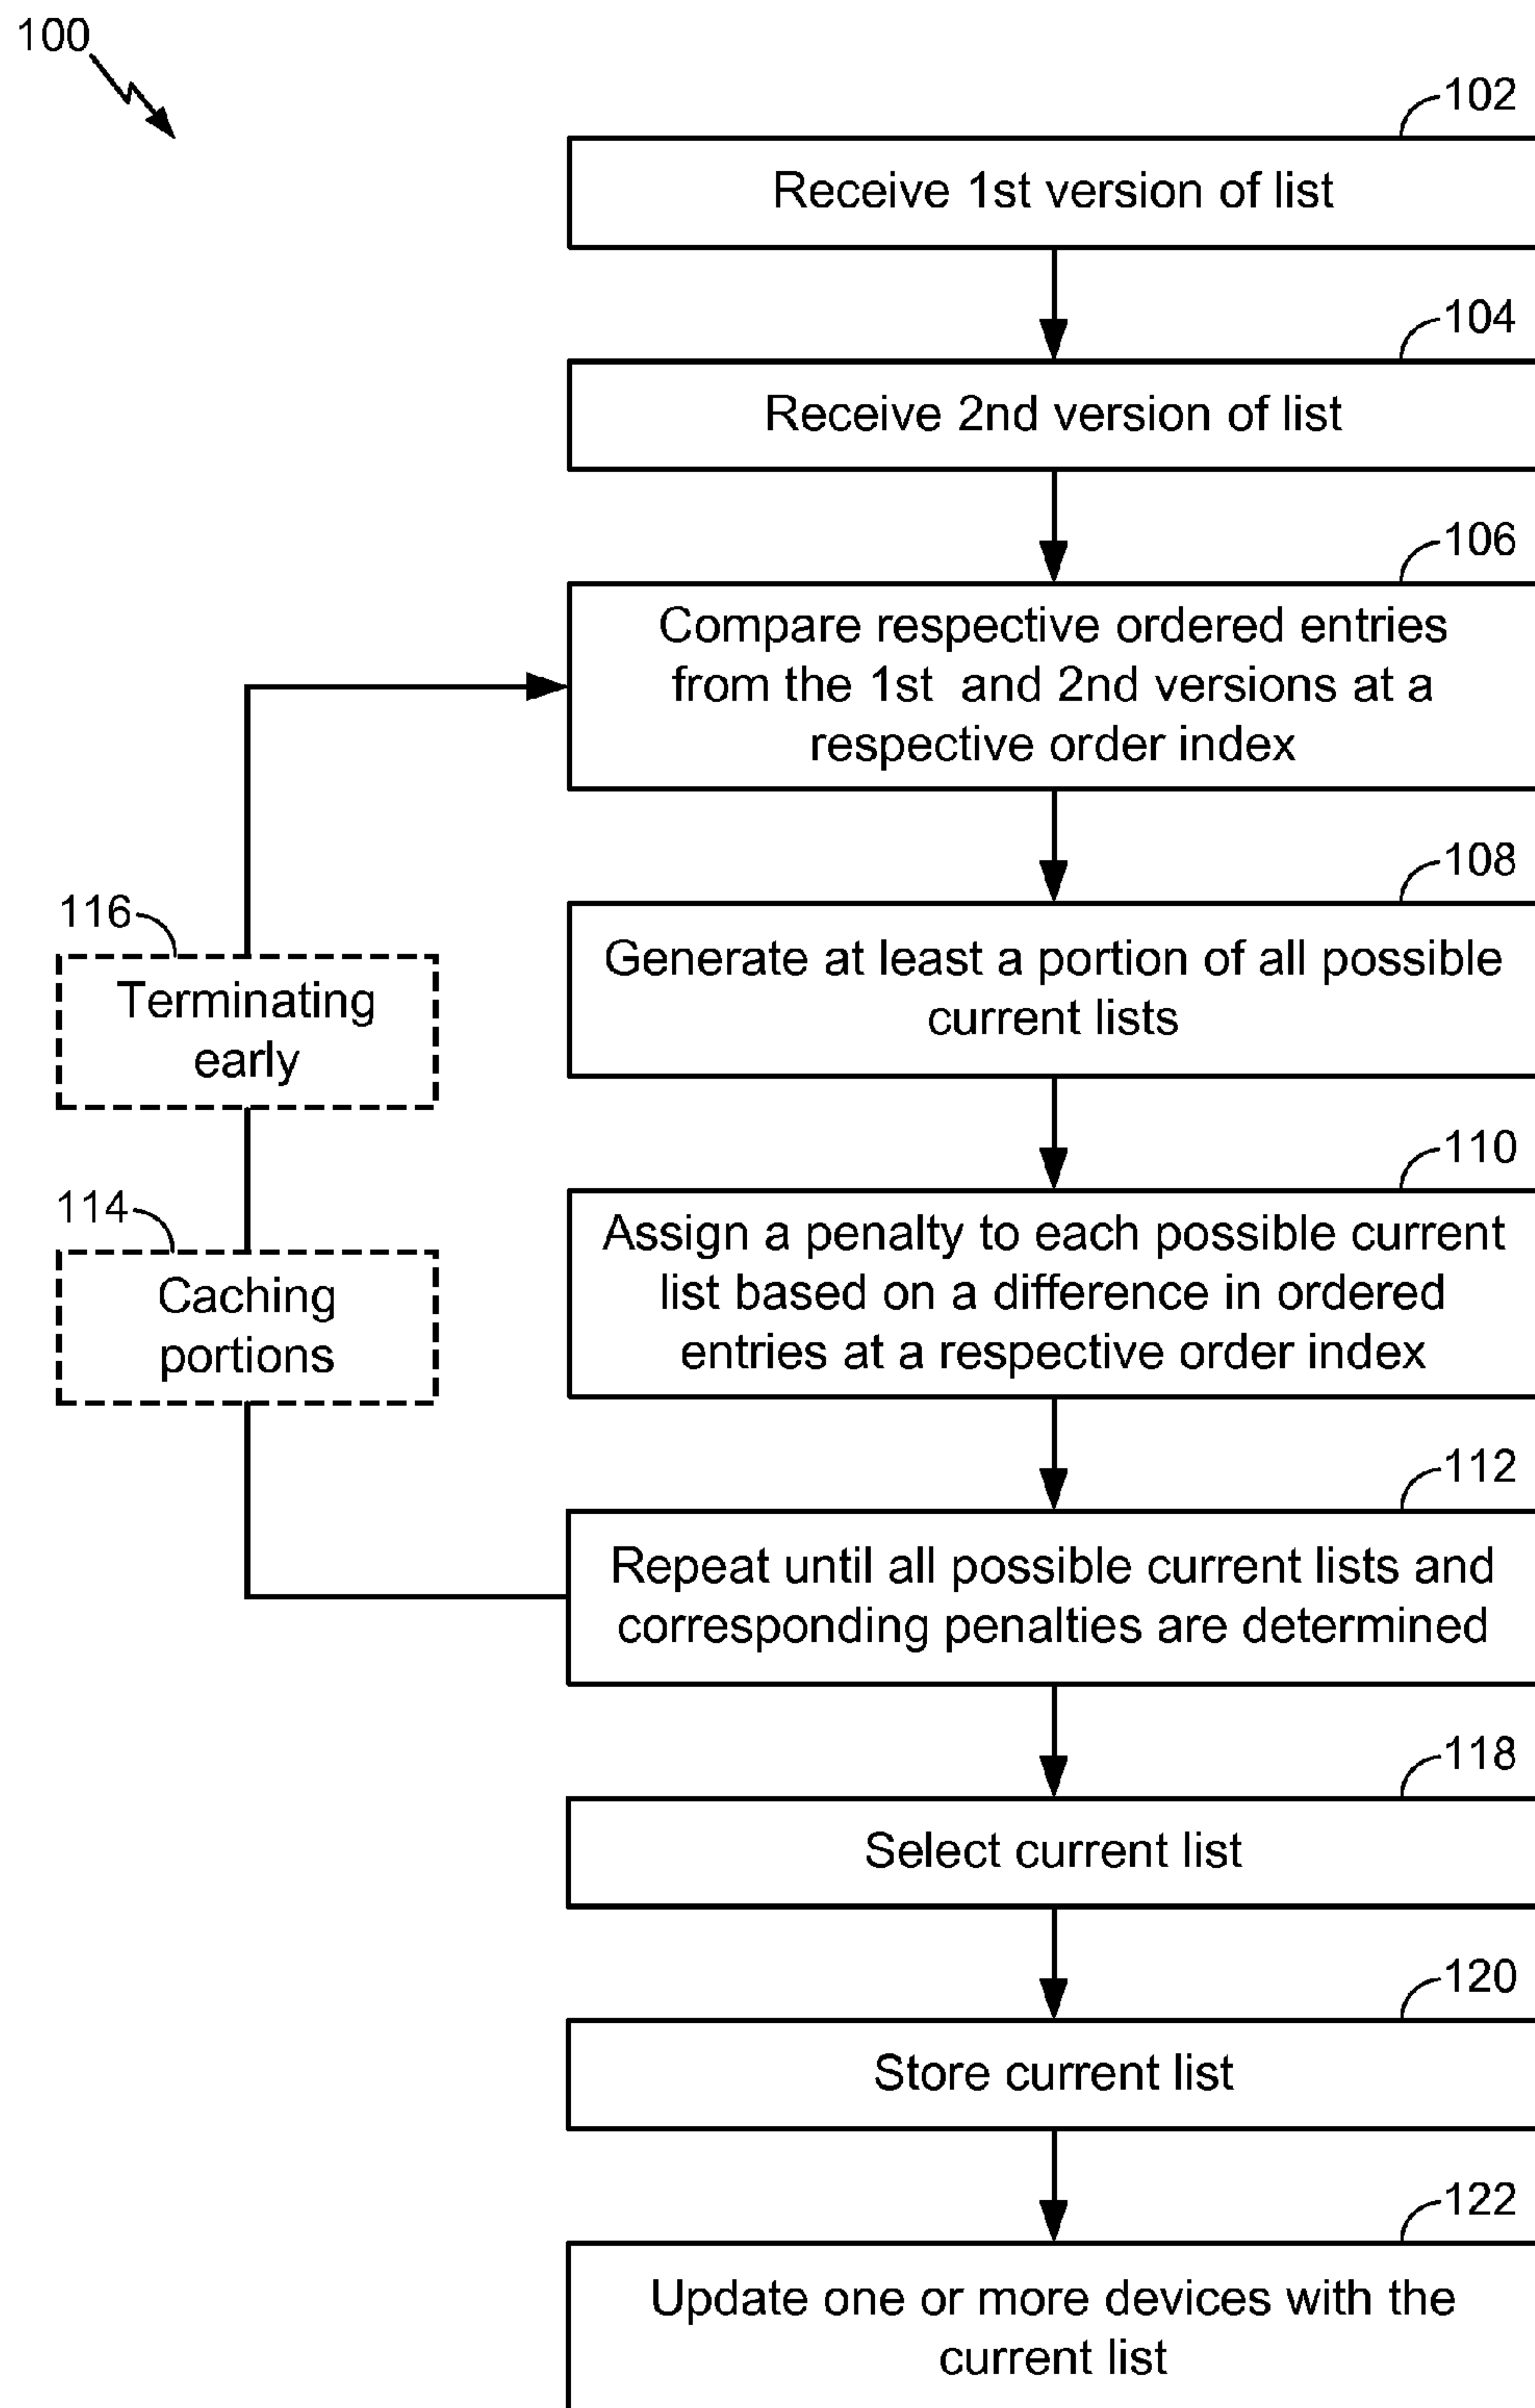 100
102
Receive 1st version of list
104
Receive 2nd version of list
106
Compare respective ordered entries
from the 1st and 2nd versions at a
respective order index
108
Generate at least a portion of all possible
current lists
116
Terminating
early
110
Assign a penalty to each possible current
list based on a difference in ordered
entries at a respective order index
114
Caching
portions
112
Repeat until all possible current lists and
corresponding penalties are determined
118
Select current list
120
Store current list
122
Update one or more devices with the
current list